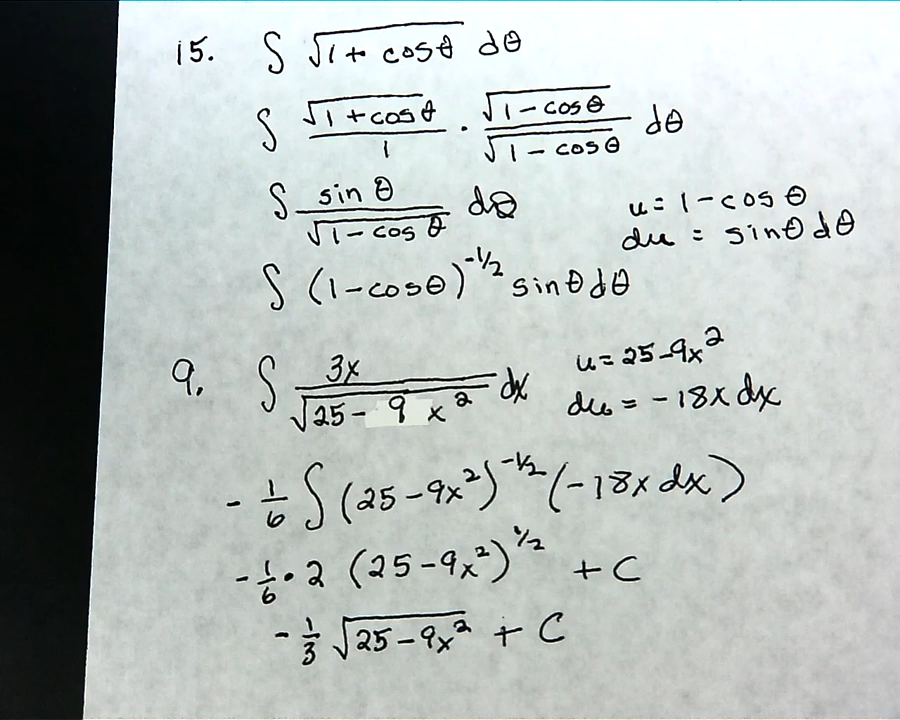 15. ∫ √(1 + cosθ) dθ
∫ √(1 + cosθ)/1 · √(1 − cosθ)/√(1 − cosθ) dθ
∫ sin θ/√(1 − cos θ) dθ u = 1 − cos θ
du = sinθ dθ
∫ (1 − cosθ)^(-1/2) sinθ dθ
9. ∫ 3x/√(25 − 9x²) dx u = 25 − 9x²
du = −18x dx
− 1/6 ∫ (25 − 9x²)^(-1/2) (−18x dx)
− 1/6 · 2 (25 − 9x²)^(1/2) + C
− 1/3 √(25 − 9x²) + C